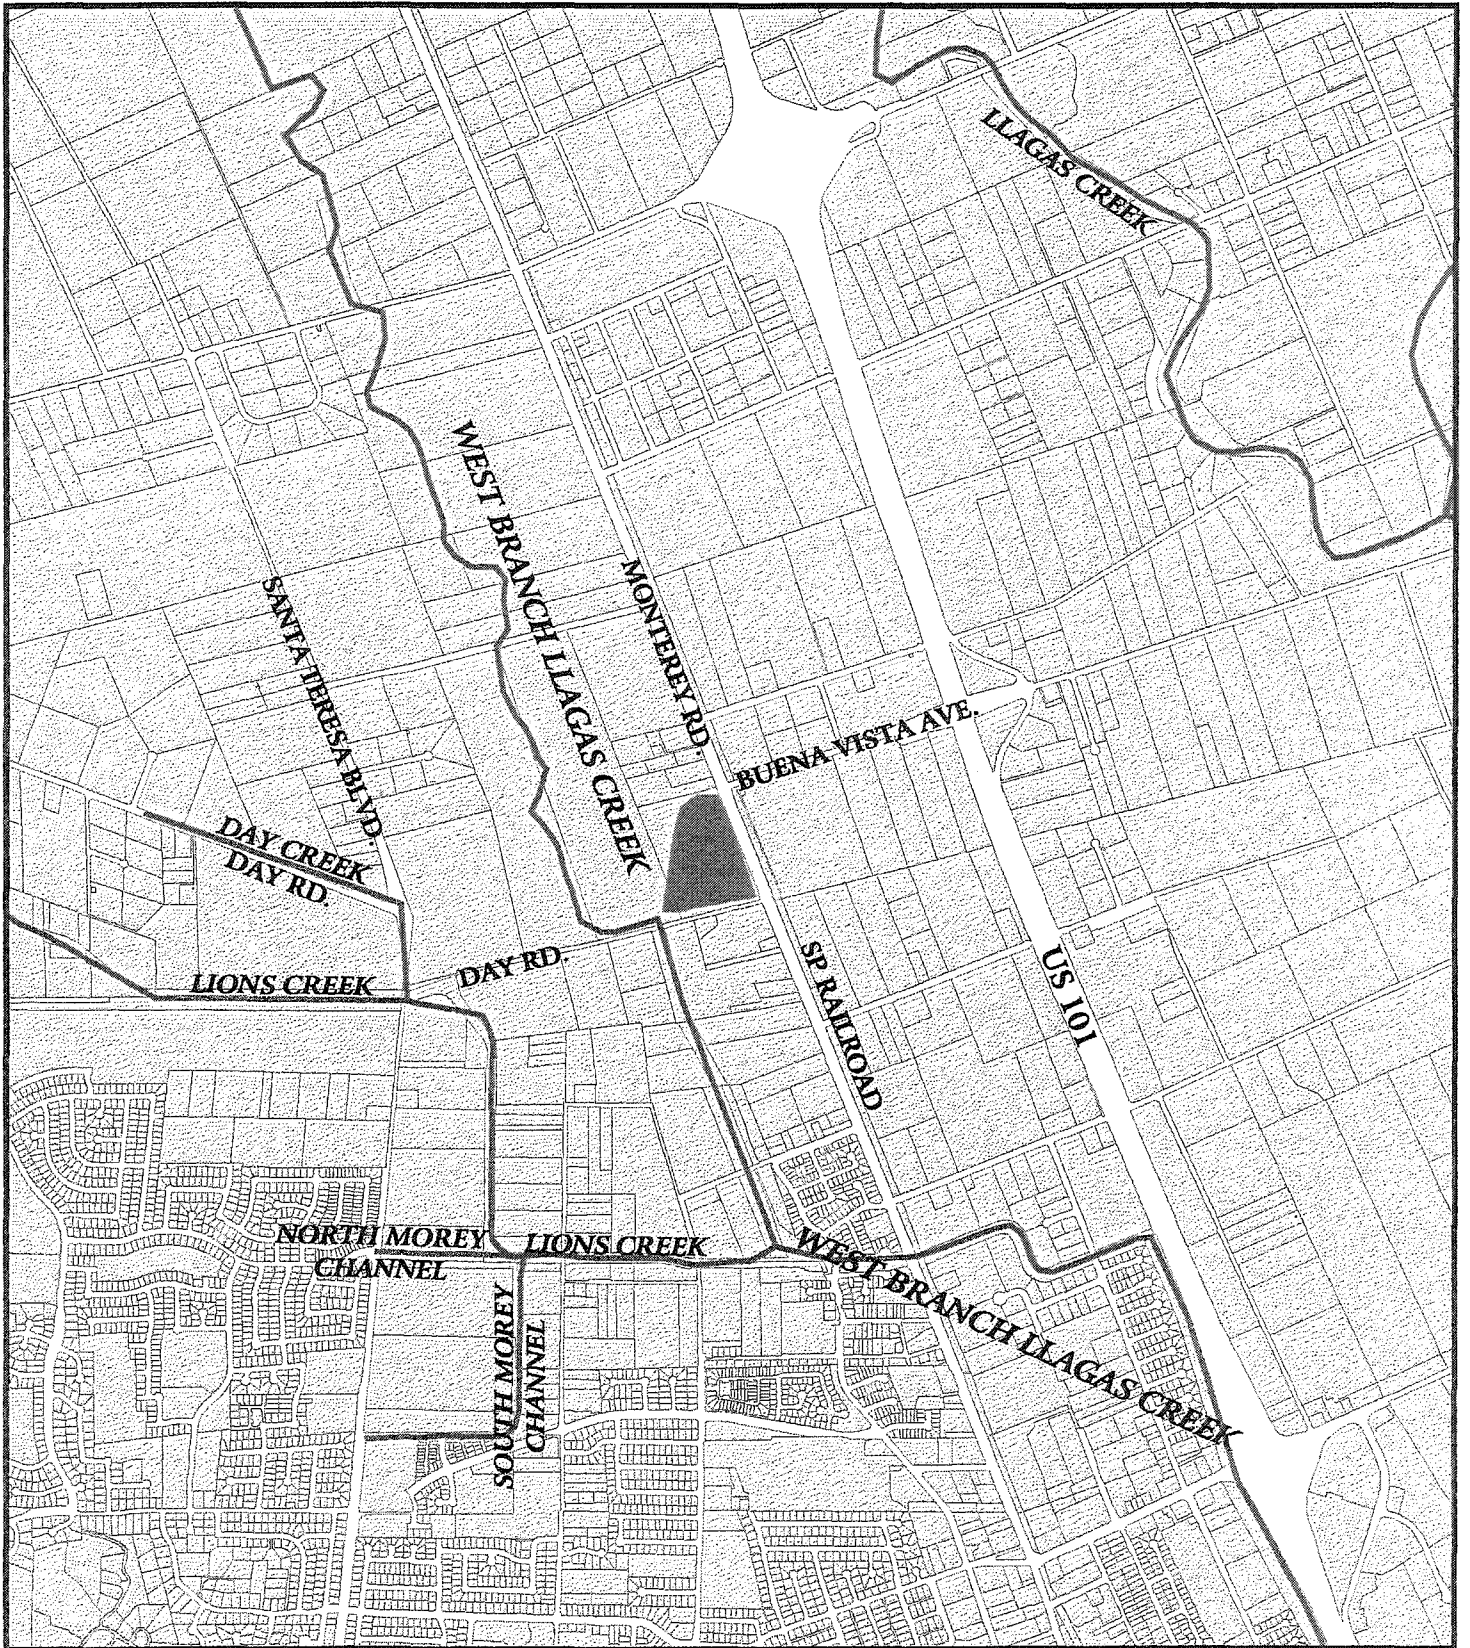 LLAGAS CREEK
WEST BRANCH LLAGAS CREEK
MONTEREY RD.
SANTA TERESA BLVD.
BUENA VISTA AVE.
DAY CREEK
DAY RD.
DAY RD.
LIONS CREEK
SP RAILROAD
US 101
NORTH MOREY
CHANNEL
LIONS CREEK
WEST BRANCH LLAGAS CREEK
SOUTH MOREY
CHANNEL